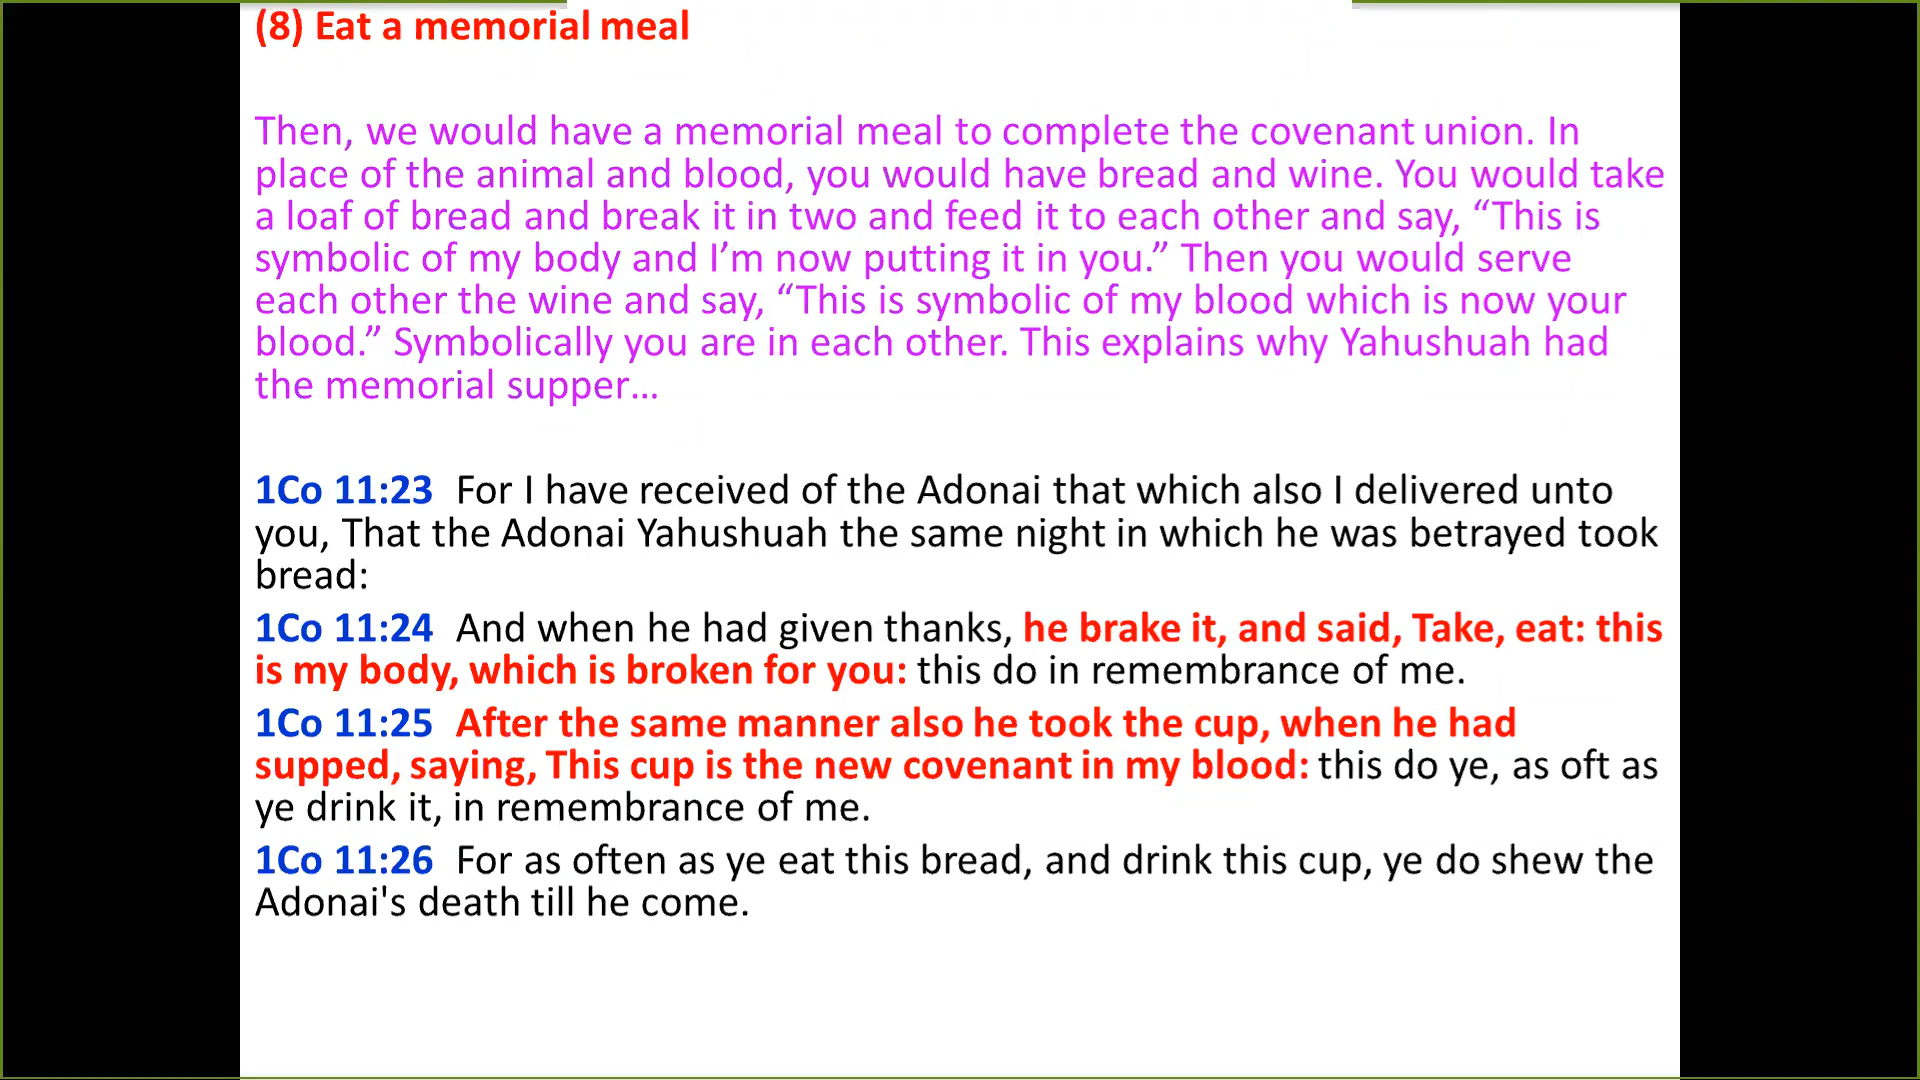 (8) Eat a memorial meal
Then, we would have a memorial meal to complete the covenant union. In
place of the animal and blood, you would have bread and wine. You would take
a loaf of bread and break it in two and feed it to each other and say, “This is
symbolic of my body and I’m now putting it in you.” Then you would serve
each other the wine and say, “This is symbolic of my blood which is now your
blood.” Symbolically you are in each other. This explains why Yahushuah had
the memorial supper…
1Co 11:23 For I have received of the Adonai that which also I delivered unto
you, That the Adonai Yahushuah the same night in which he was betrayed took
bread:
1Co 11:24 And when he had given thanks, he brake it, and said, Take, eat: this
is my body, which is broken for you: this do in remembrance of me.
1Co 11:25 After the same manner also he took the cup, when he had
supped, saying, This cup is the new covenant in my blood: this do ye, as oft as
ye drink it, in remembrance of me.
1Co 11:26 For as often as ye eat this bread, and drink this cup, ye do shew the
Adonai's death till he come.